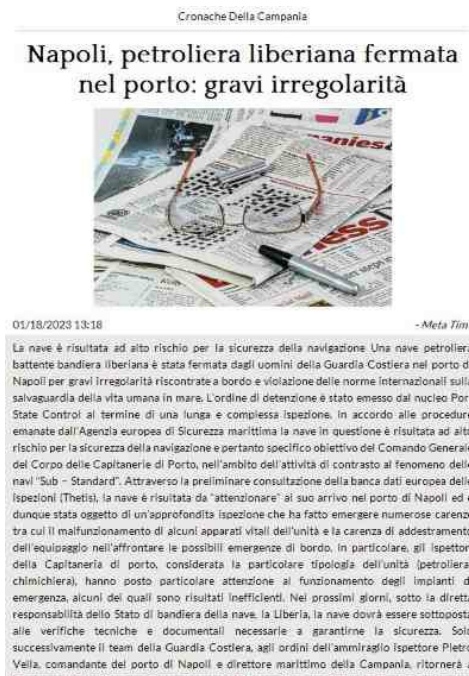 Cronache Della Campania
Napoli, petroliera liberiana fermata
nel porto: gravi irregolarità
01/18/2023 13:18
- Meta Tim
La nave è risultata ad alto rischio per la sicurezza della navigazione Una nave petroliera
battente bandiera liberiana è stata fermata dagli uomini della Guardia Costiera nel porto d
Napoli per gravi irregolarità riscontrate a bordo e violazione delle norme internazionali sulla
salvaguardia della vita umana in mare. L'ordine di detenzione è stato emesso dal nucleo Por
State Control al termine di una lunga e complessa ispezione. In accordo alle procedure
emanate dall'Agenzia europea di Sicurezza marittima la nave in questione è risultata ad alto
rischio per la sicurezza della navigazione e pertanto specifico obiettivo del Comando Generale
del Corpo delle Capitanerie di Porto, nell'ambito dell'attività di contrasto al fenomeno delle
navi "Sub – Standard". Attraverso la preliminare consultazione della banca dati europea delle
ispezioni (Thetis), la nave è risultata da "attenzionare" al suo arrivo nel porto di Napoli ed è
dunque stata oggetto di un'approfondita ispezione che ha fatto emergere numerose carenze
tra cui il malfunzionamento di alcuni apparati vitali dell'unità e la carenza di addestramento
dell'equipaggio nell'affrontare le possibili emergenze di bordo. In particolare, gli ispettori
della Capitaneria di porto, considerata la particolare tipologia dell'unità (petroliera/
chimichiera), hanno posto particolare attenzione al funzionamento degli impianti d
emergenza, alcuni dei quali sono risultati inefficienti. Nei prossimi giorni, sotto la diretta
responsabilità dello Stato di bandiera della nave, la Liberia, la nave dovrà essere sottoposta
alle verifiche tecniche e documentali necessarie a garantirne la sicurezza. Solo
successivamente il team della Guardia Costiera, agli ordini dell'ammiraglio ispettore Pietro
Vella, comandante del porto di Napoli e direttore marittimo della Campania, ritornerà a